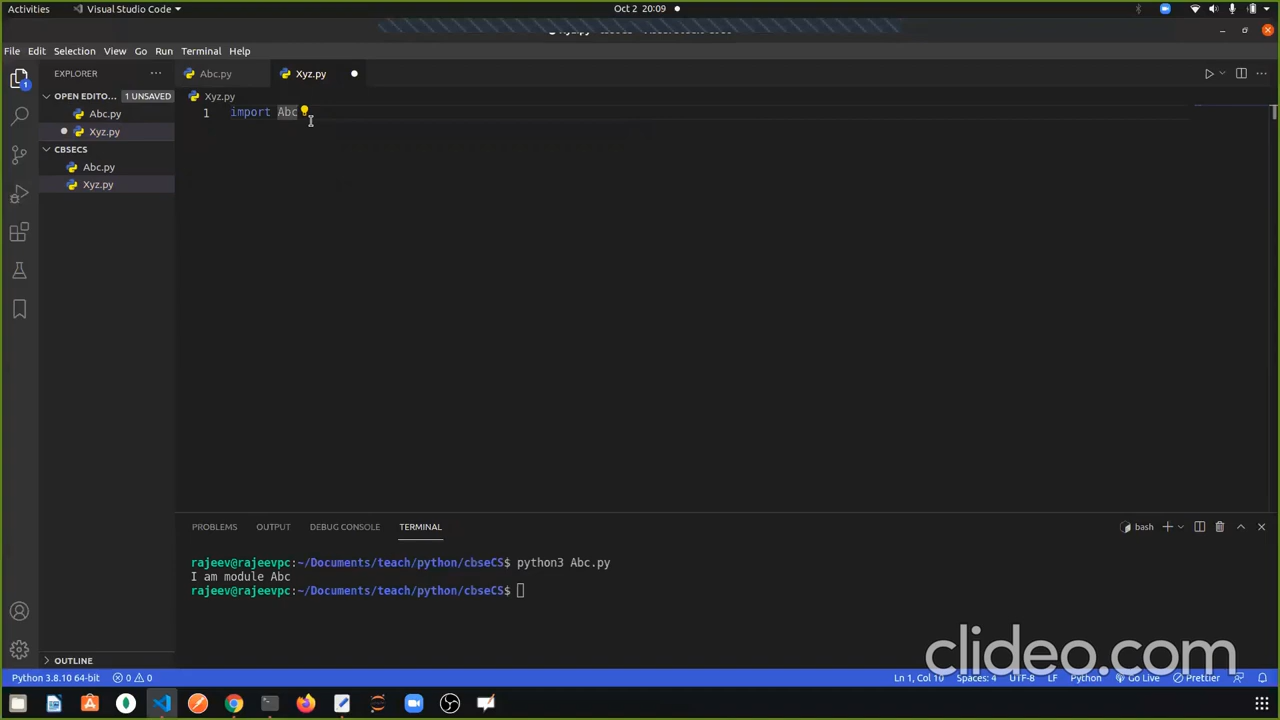 Activities
Visual Studio Code
Oct 2 20:09
File Edit Selection View Go Run Terminal Help
EXPLORER
Abc.py
Xyz.py
OPEN EDITO...
1 UNSAVED
Xyz.py
Abc.py
1 import Abc
Xyz.py
CBSECS
Abc.py
Xyz.py
PROBLEMS OUTPUT DEBUG CONSOLE TERMINAL
bash
rajeev@rajeevpc:~/Documents/teach/python/cbseCS$ python3 Abc.py
I am module Abc
rajeev@rajeevpc:~/Documents/teach/python/cbseCS$
clideo.com
OUTLINE
Python 3.8.10 64-bit
0
0
Ln 1, Col 10
Spaces: 4
UTF-8
LF
Python
Go Live
Prettier
1